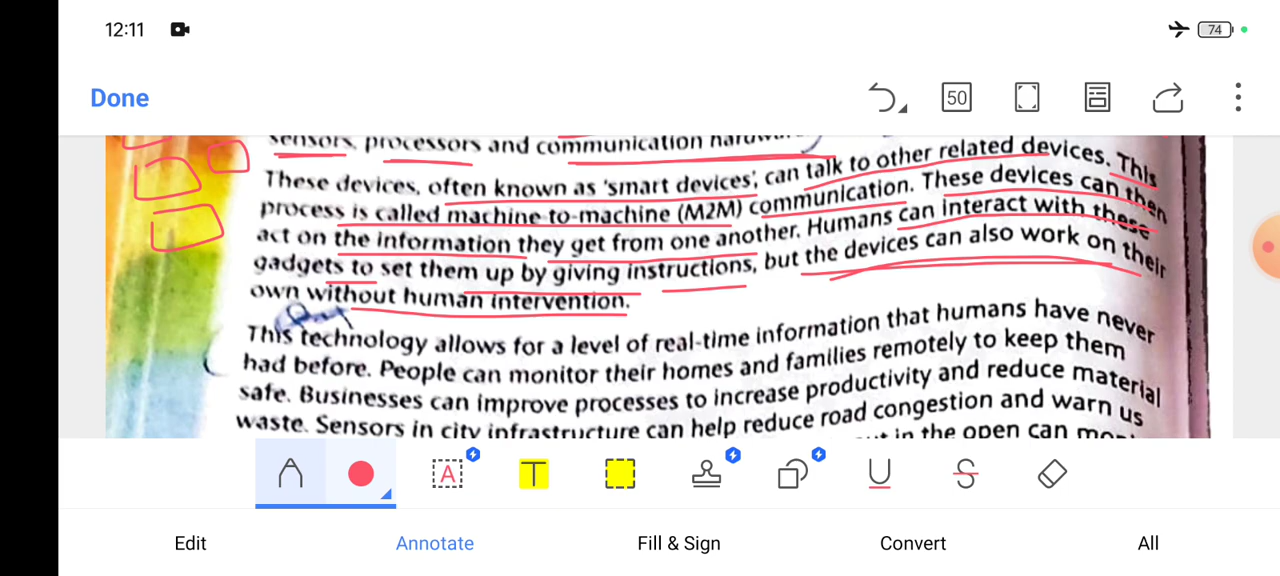 12:11
74
Done
50
sensors, processors and communication
These devices, often known as 'smart devices', can talk to other related devices. This
process is called machine-to-machine (M2M) communication. These devices can then
act on the information they get from one another. Humans can interact with these
gadgets to set them up by giving instructions, but the devices can also work on their
own without human intervention.
This technology allows for a level of real-time information that humans have never
had before. People can monitor their homes and families remotely to keep them
safe. Businesses can improve processes to increase productivity and reduce material
waste. Sensors in city infrastructure can help reduce road congestion and warn us
in the open can
A
T
U
S
Edit
Annotate
Fill & Sign
Convert
All